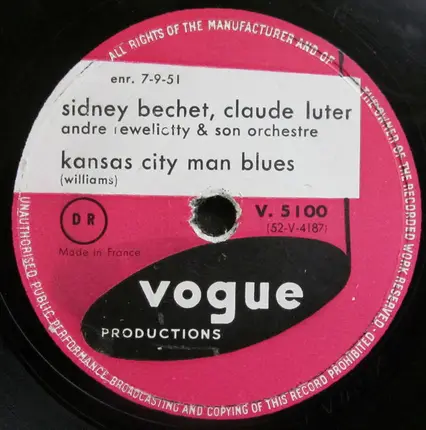 ALL RIGHTS OF THE MANUFACTURER AND OF THE OWNER OF THE RECORDED WORK RESERVED · UNAUTHORISED PUBLIC PERFORMANCE, BROADCASTING AND COPYING OF THIS RECORD PROHIBITED ·
enr. 7-9-51
sidney bechet, claude luter
andre rewelictty & son orchestre
kansas city man blues
(williams)
DR
V. 5100
(52-V-4187)
Made in France
vogue
PRODUCTIONS